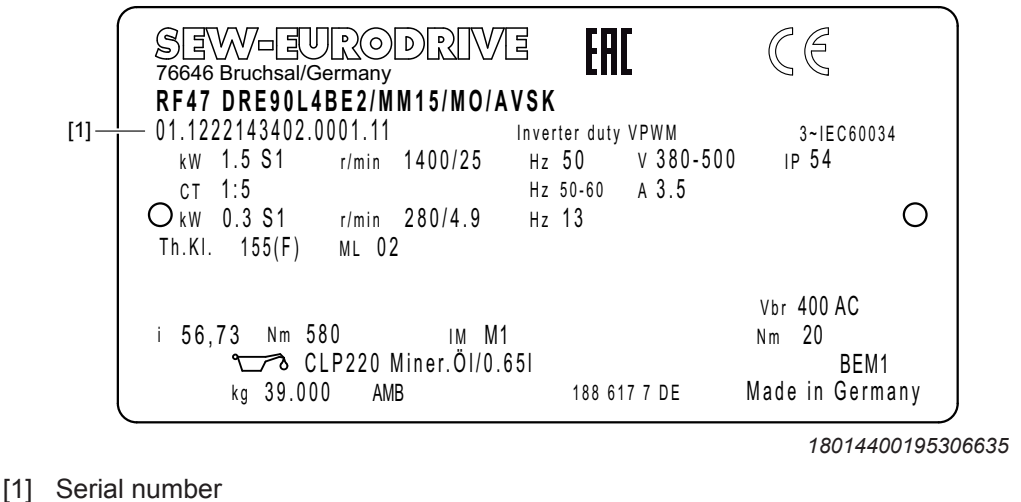 SEW-EURODRIVE EAC CE
76646 Bruchsal/Germany
RF47 DRE90L4BE2/MM15/MO/AVSK
[1] 01.1222143402.0001.11 Inverter duty VPWM 3~IEC60034
kW 1.5 S1 r/min 1400/25 Hz 50 V 380-500 IP 54
CT 1:5 Hz 50-60 A 3.5
kW 0.3 S1 r/min 280/4.9 Hz 13
Th.Kl. 155(F) ML 02
Vbr 400 AC
i 56,73 Nm 580 IM M1 Nm 20
CLP220 Miner.Öl/0.65l BEM1
kg 39.000 AMB 188 617 7 DE Made in Germany
18014400195306635
[1] Serial number